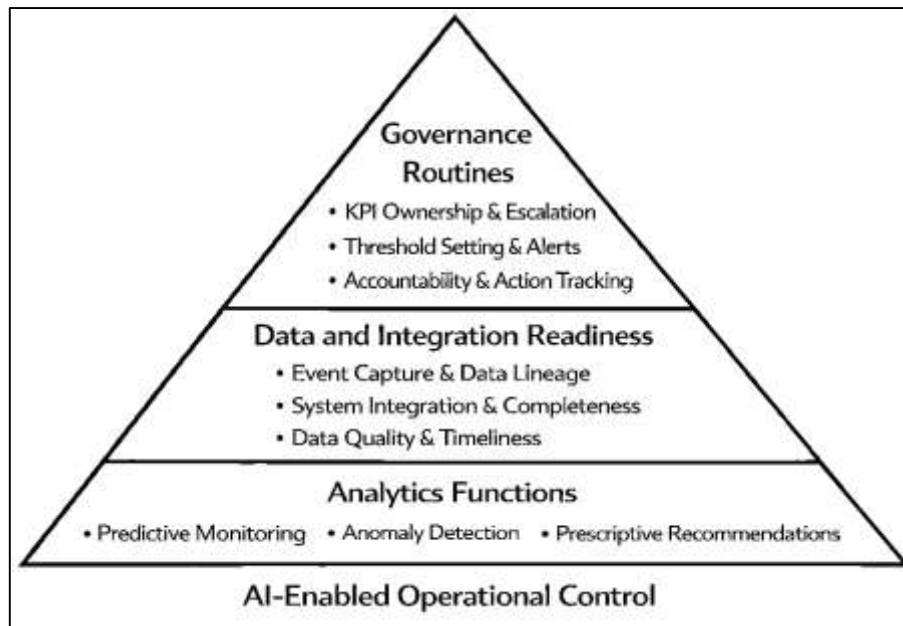 Governance
Routines
• KPI Ownership & Escalation
• Threshold Setting & Alerts
• Accountability & Action Tracking
Data and Integration Readiness
• Event Capture & Data Lineage
• System Integration & Completeness
• Data Quality & Timeliness
Analytics Functions
• Predictive Monitoring • Anomaly Detection • Prescriptive Recommendations
AI-Enabled Operational Control